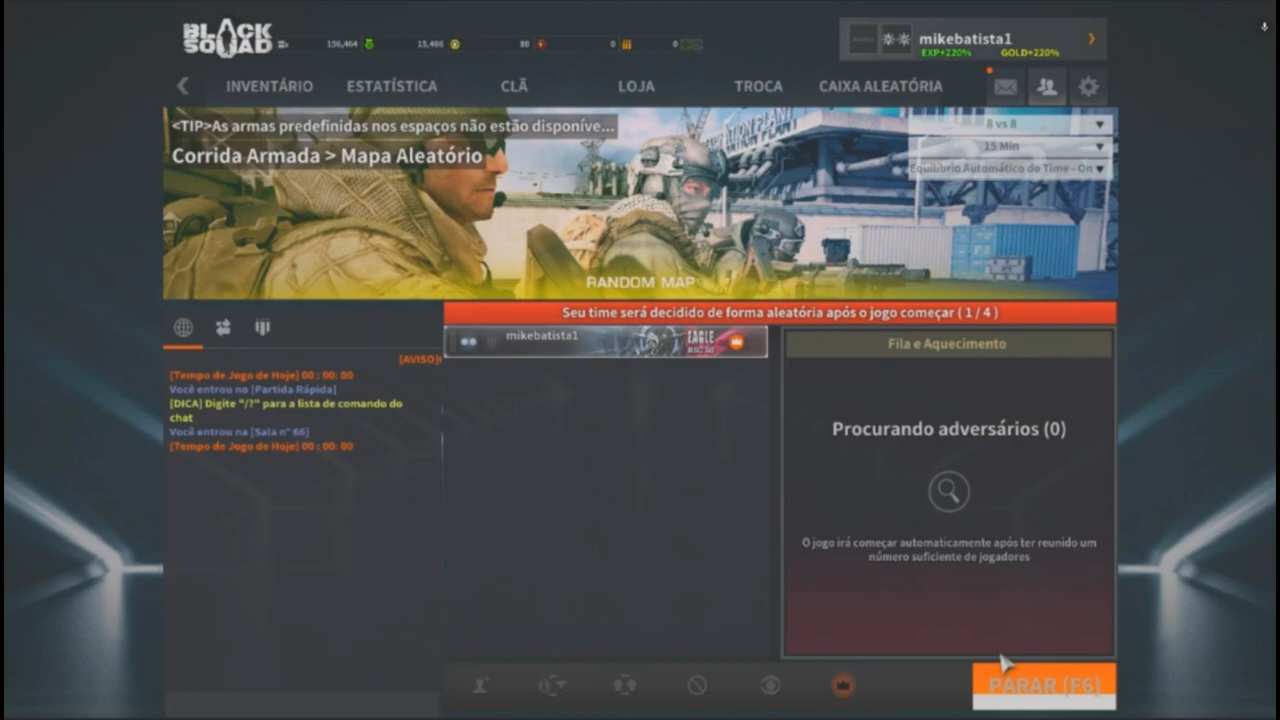 BLACK SQUAD
156,464
15,466
80
0
0
mikebatista1
EXP+220%
GOLD+220%
INVENTÁRIO
ESTATÍSTICA
CLÃ
LOJA
TROCA
CAIXA ALEATÓRIA
<TIP>As armas predefinidas nos espaços não estão disponíve...
Corrida Armada > Mapa Aleatório
8 vs 8
15 Min
Equilíbrio Automático do Time - On
RANDOM MAP
Seu time será decidido de forma aleatória após o jogo começar ( 1 / 4 )
mikebatista1
EAGLE
Fila e Aquecimento
[AVISO]
[Tempo de Jogo de Hoje] 00 : 00: 00
Você entrou no [Partida Rápida]
[DICA] Digite "/?" para a lista de comando do
chat
Você entrou na [Sala n° 66]
[Tempo de Jogo de Hoje] 00 : 00: 00
Procurando adversários (0)
O jogo irá começar automaticamente após ter reunido um
número suficiente de jogadores
PARAR (F6)